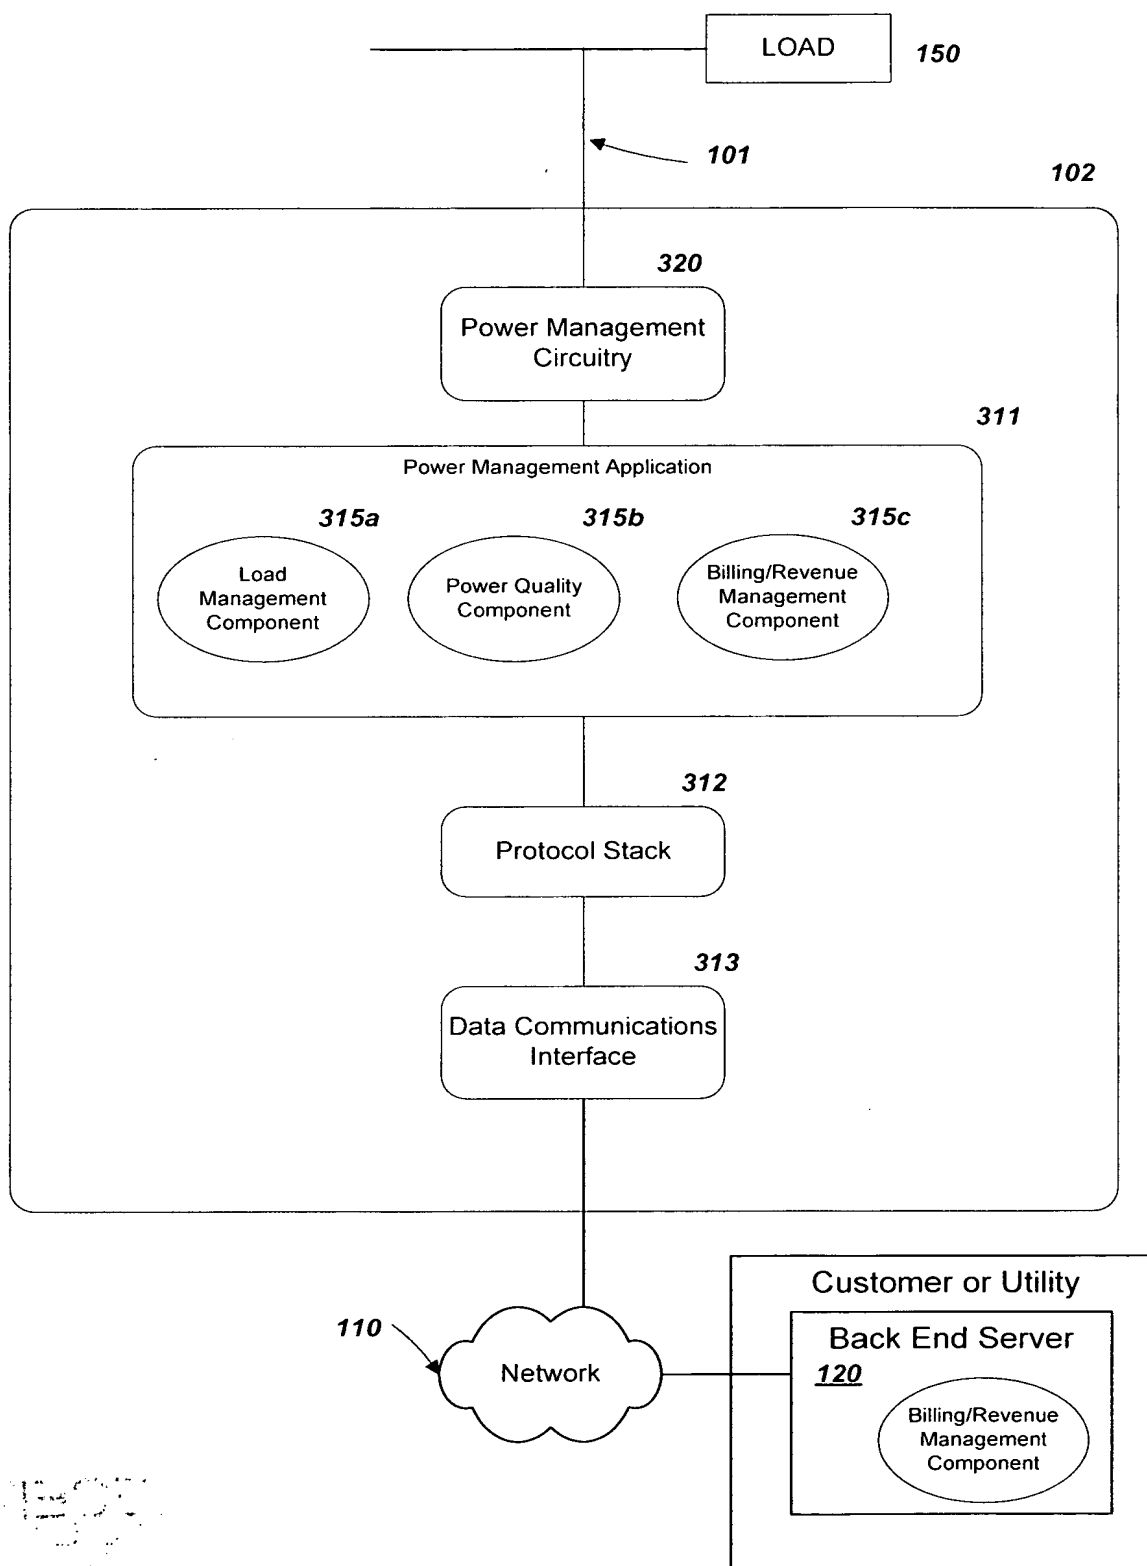 LOAD
150
101
102
320
Power Management
Circuitry
311
Power Management Application
315a
315b
315c
Load
Management
Component
Power Quality
Component
Billing/Revenue
Management
Component
312
Protocol Stack
313
Data Communications
Interface
110
Network
Customer or Utility
Back End Server
120
Billing/Revenue
Management
Component